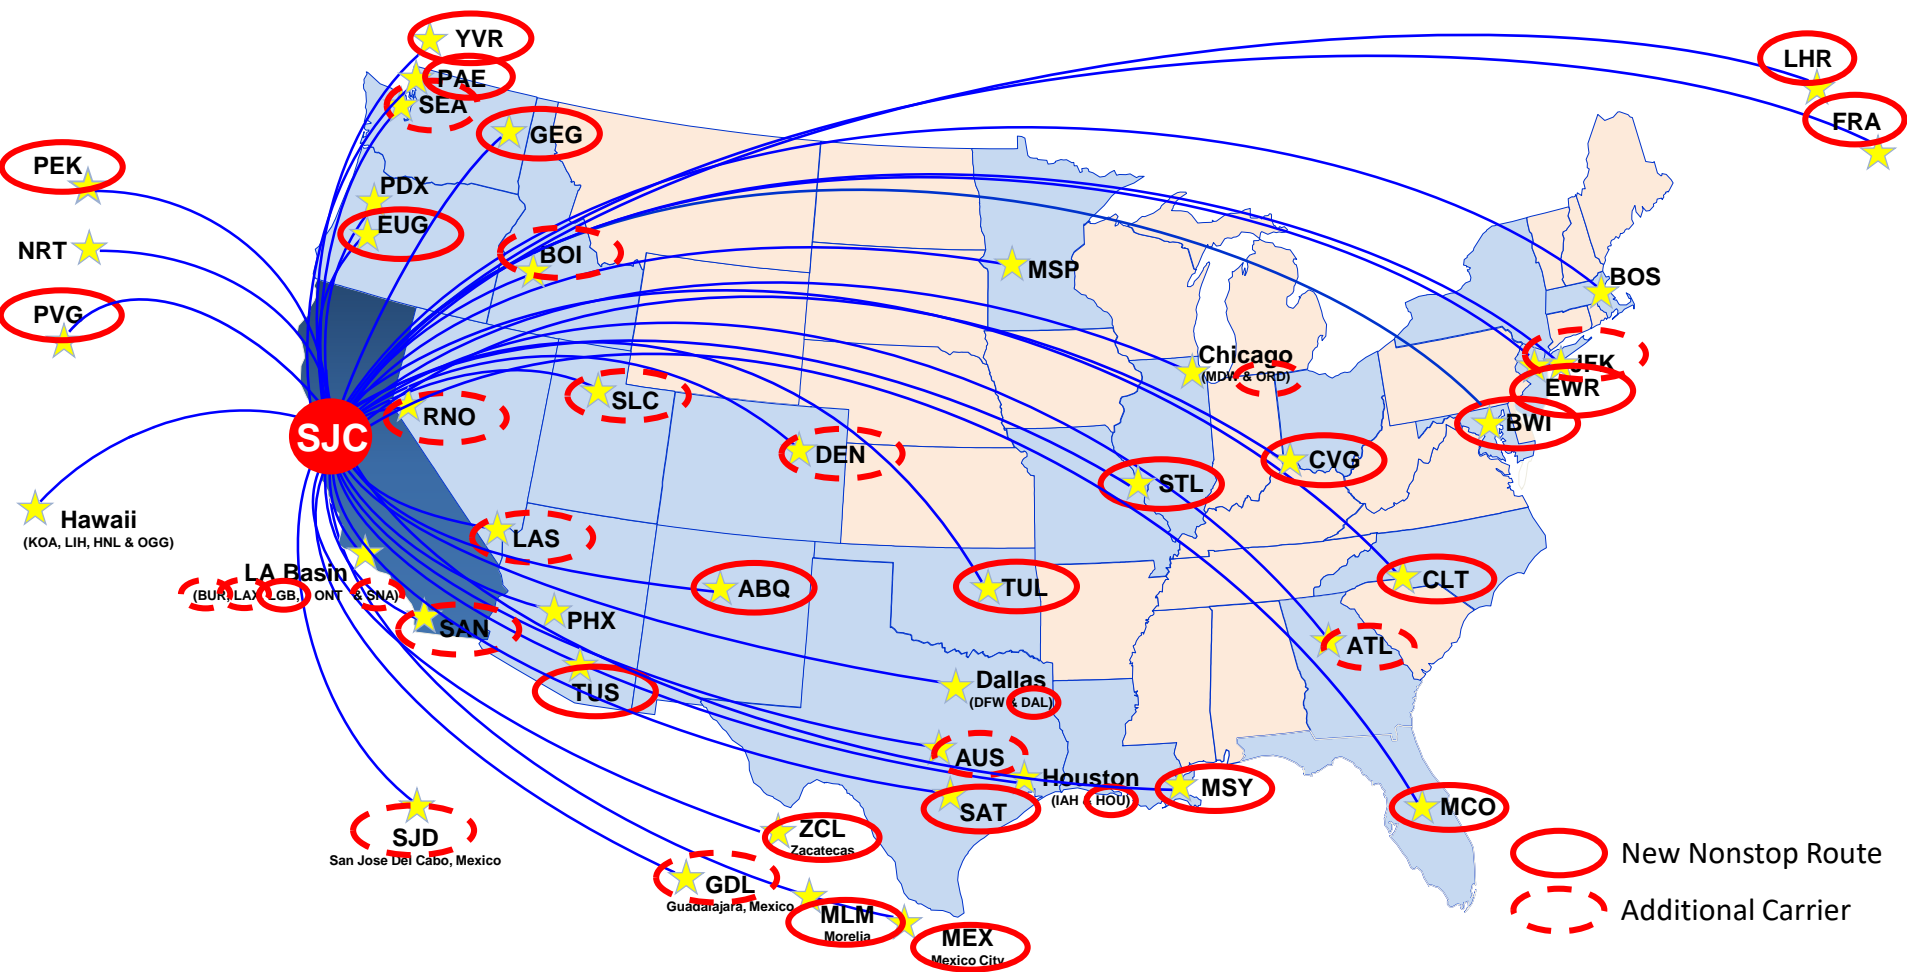 YVR
PAE
SEA
GEG
LHR
FRA
PEK
PDX
EUG
NRT
BOI
MSP
BOS
PVG
Chicago
(MDW & ORD)
JFK
EWR
SLC
RNO
BWI
SJC
DEN
CVG
STL
Hawaii
(KOA, LIH, HNL & OGG)
LAS
LA Basin
(BUR, LAX, LGB, ONT & SNA)
ABQ
TUL
CLT
PHX
SAN
ATL
TUS
Dallas
(DFW & DAL)
AUS
Houston
(IAH & HOU)
MSY
SAT
MCO
SJD
San Jose Del Cabo, Mexico
ZCL
Zacatecas
GDL
Guadalajara, Mexico
MLM
Morelia
MEX
Mexico City
New Nonstop Route
Additional Carrier